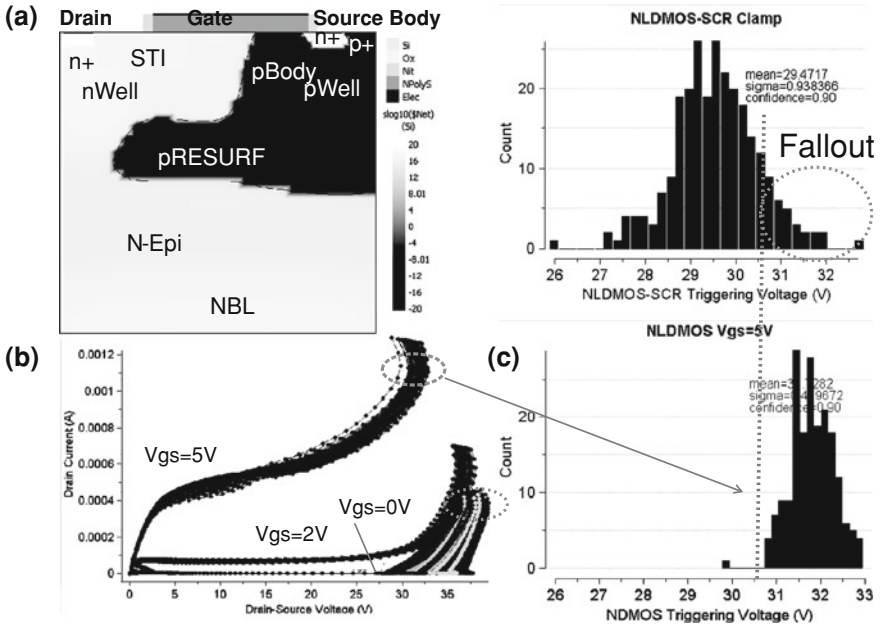 (a)
Drain Gate Source Body
n+ STI n+ p+
nWell pBody pWell
pRESURF
N-Epi
NBL
Si
Ox
Nit
NPolyS
Elec
slog10($Net)
(Si)
20
16
12
8.01
4
0
-4
-8.01
-12
-16
-20
NLDMOS-SCR Clamp
mean=29.4717
sigma=0.938366
confidence=0.90
Fallout
Count
20
10
0
26 27 28 29 30 31 32
NLDMOS-SCR Triggering Voltage (V)
(b)
Drain Current (A)
0.0012
0.001
0.0008
0.0006
0.0004
0.0002
0
Vgs=5V
Vgs=0V
Vgs=2V
0 5 10 15 20 25 30 35
Drain-Source Voltage (V)
(c)
NLDMOS Vgs=5V
confidence=0.90
Count
20
10
0
26 27 28 29 30 31 32 33
NDMOS Triggering Voltage (V)